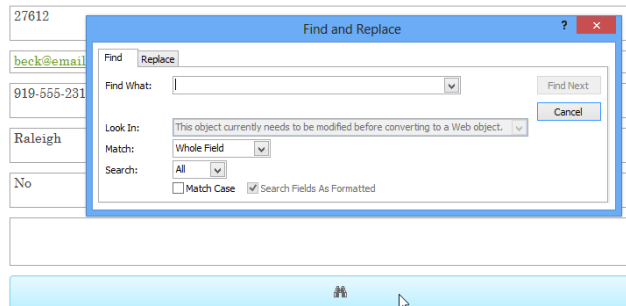 27612
Find and Replace
?
beck@email
Find Replace
Find What:
Find Next
919-555-231
Cancel
Look In: This object currently needs to be modified before converting to a Web object.
Raleigh
Match: Whole Field
Search: All
No
Match Case Search Fields As Formatted